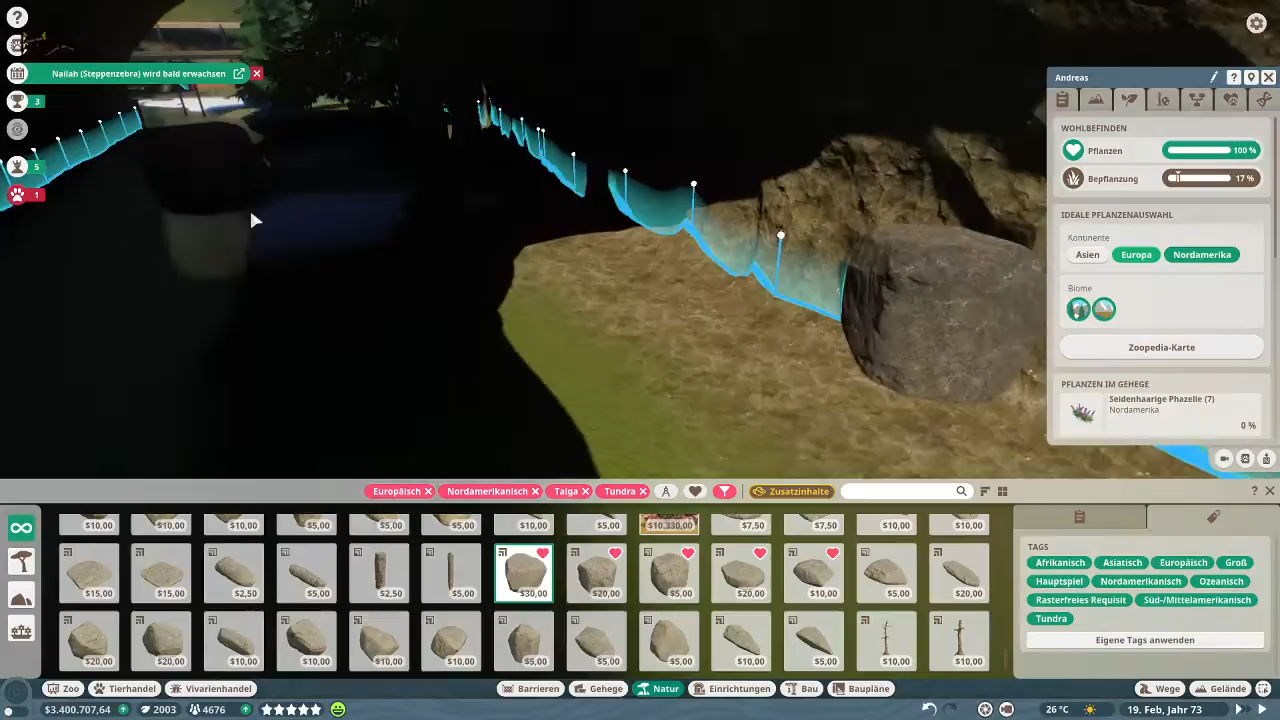 Nailah (Steppenzebra) wird bald erwachsen
3
5
1
Andreas
WOHLBEFINDEN
Pflanzen 100 %
Bepflanzung 17 %
IDEALE PFLANZENAUSWAHL
Kontinente
Asien Europa Nordamerika
Biome
Zoopedia-Karte
PFLANZEN IM GEHEGE
Seidenhaarige Phazelie (7)
Nordamerika
0 %
Europäisch Nordamerikanisch Taiga Tundra Zusatzinhalte
$10,00 $10,00 $10,00 $5,00 $5,00 $5,00 $10,00 $5,00 $10.330,00 $7,50 $7,50 $10,00 $10,00
$15,00 $15,00 $2,50 $5,00 $2,50 $5,00 $30,00 $20,00 $5,00 $20,00 $10,00 $5,00 $20,00
$20,00 $20,00 $10,00 $10,00 $10,00 $10,00 $5,00 $5,00 $5,00 $10,00 $5,00 $10,00 $10,00
TAGS
Afrikanisch Asiatisch Europäisch Groß
Hauptspiel Nordamerikanisch Ozeanisch
Rasterfreies Requisit Süd-/Mittelamerikanisch
Tundra
Eigene Tags anwenden
Zoo Tierhandel Vivarienhandel Barrieren Gehege Natur Einrichtungen Bau Baupläne Wege Gelände
$3.400.707,64 2003 4676 26 °C 19. Feb, Jahr 73